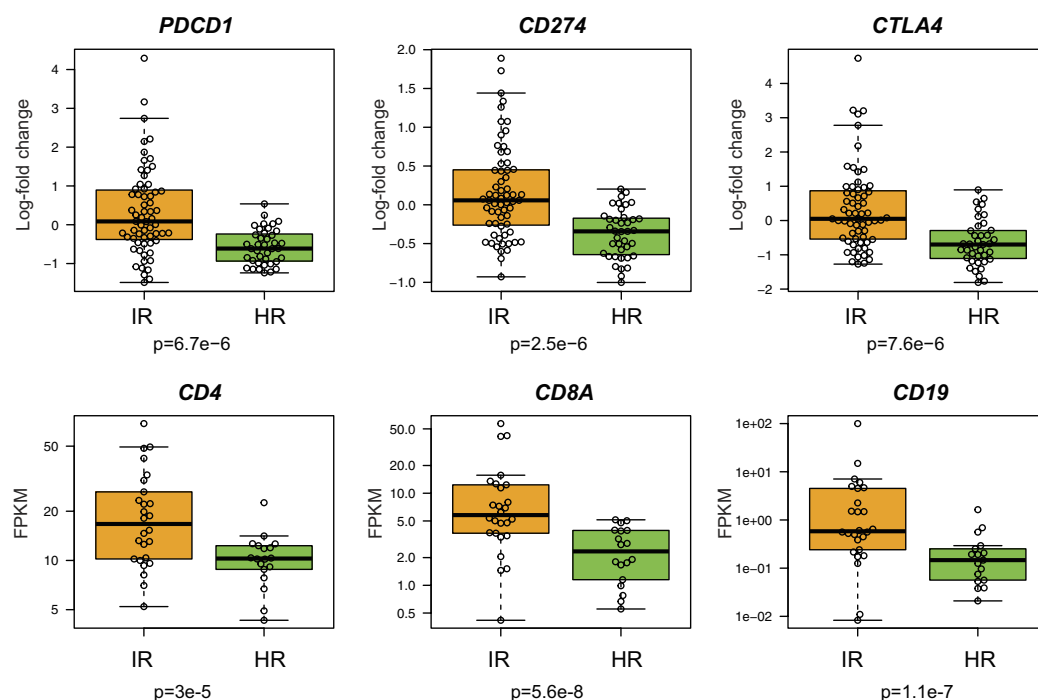 PDCD1 CD274 CTLA4
Log-fold change
4
3
2
1
0
−1
IR HR
p=6.7e−6
Log-fold change
2.0
1.5
1.0
0.5
0.0
−0.5
−1.0
IR HR
p=2.5e−6
Log-fold change
4
3
2
1
0
−1
−2
IR HR
p=7.6e−6
CD4 CD8A CD19
FPKM
50
20
10
5
IR HR
p=3e-5
FPKM
50.0
20.0
10.0
5.0
2.0
1.0
0.5
IR HR
p=5.6e-8
FPKM
1e+02
1e+01
1e+00
1e−01
1e−02
IR HR
p=1.1e-7